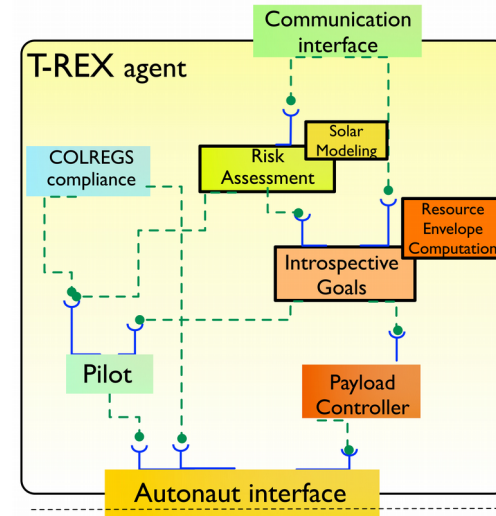 Communication
interface
T-REX agent
Solar
Modeling
COLREGS
compliance
Risk
Assessment
Resource
Envelope
Computation
Introspective
Goals
Pilot
Payload
Controller
Autonaut interface